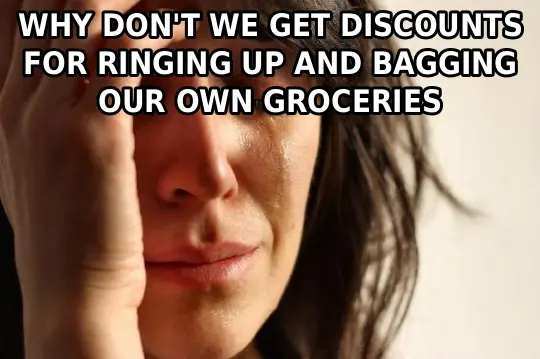 WHY DON'T WE GET DISCOUNTS
FOR RINGING UP AND BAGGING
OUR OWN GROCERIES